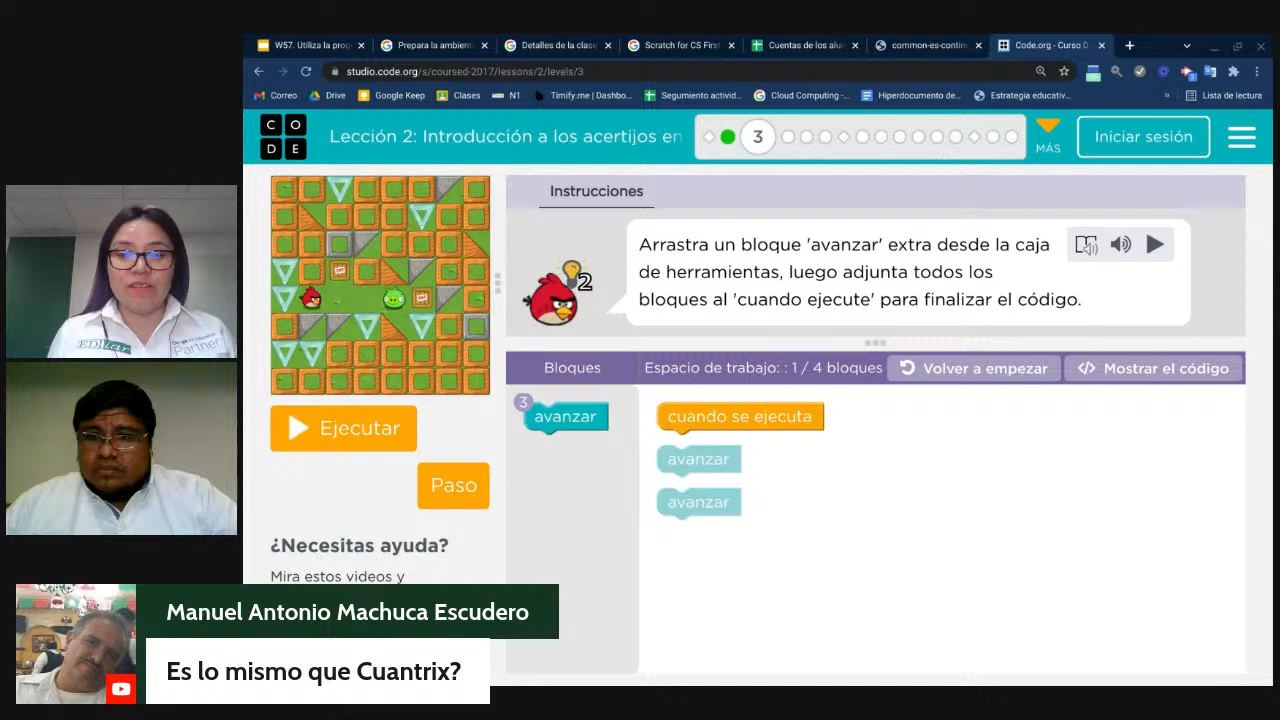 W57. Utiliza la prog
Prepara la ambient
Detalles de la clase
Scratch for CS First
Cuentas de los alu
common-es-contin
Code.org - Curso D
studio.code.org/s/coursed-2017/lessons/2/levels/3
Correo
Drive
Google Keep
Clases
N1
Timify.me | Dashbo...
Segumiento activid...
Cloud Computing -...
Hiperdocumento de...
Estrategia educativ...
»
Lista de lectura
C O
D E
Lección 2: Introducción a los acertijos en
3
MÁS
Iniciar sesión
Instrucciones
2
Arrastra un bloque 'avanzar' extra desde la caja
de herramientas, luego adjunta todos los
bloques al 'cuando ejecute' para finalizar el código.
Bloques
Espacio de trabajo: : 1 / 4 bloques
Volver a empezar
</> Mostrar el código
3
avanzar
cuando se ejecuta
avanzar
avanzar
Ejecutar
Paso
¿Necesitas ayuda?
Mira estos videos y
Partner
Manuel Antonio Machuca Escudero
Es lo mismo que Cuantrix?